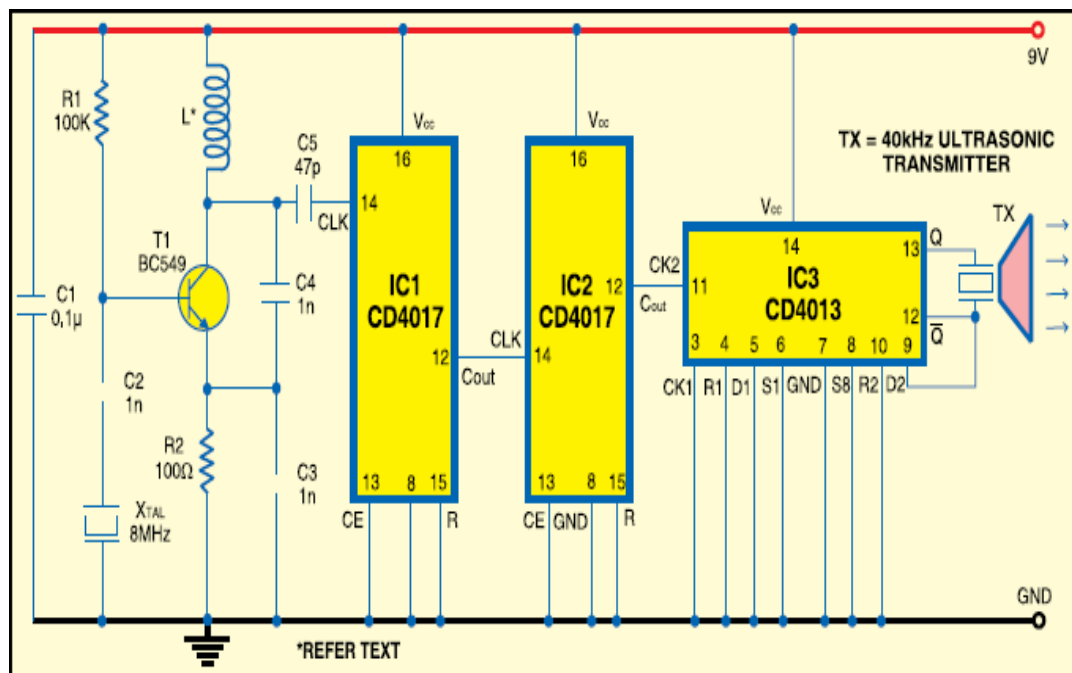 9V
R1
100K
L*
C5
47p
CLK
Vcc
16
14
IC1
CD4017
12
Cout
13
8
15
CE
R
Vcc
16
CLK
14
IC2
CD4017
12
CK2
Cout
13
8
15
CE
GND
R
TX = 40kHz ULTRASONIC
TRANSMITTER
Vcc
14
11
IC3
CD4013
13
Q
12
Q̅
TX
3
4
5
6
7
8
10
9
CK1
R1
D1
S1
GND
S8
R2
D2
T1
BC549
C4
1n
C1
0,1µ
C2
1n
R2
100Ω
C3
1n
XTAL
8MHz
GND
*REFER TEXT